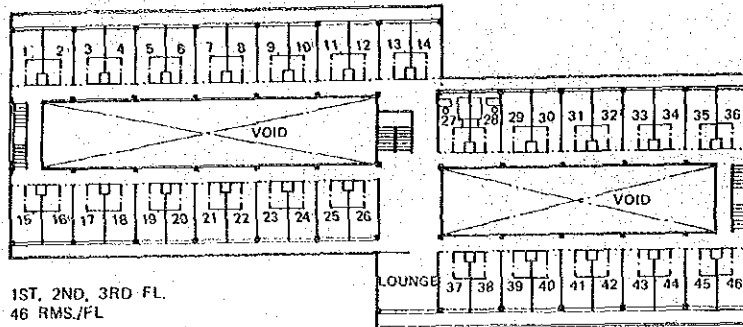 1 2 3 4 5 6 7 8 9 10 11 12 13 14
27 28 29 30 31 32 33 34 35 36
VOID
VOID
15 16 17 18 19 20 21 22 23 24 25 26
LOUNGE 37 38 39 40 41 42 43 44 45 46
1ST, 2ND, 3RD FL.
46 RMS./FL